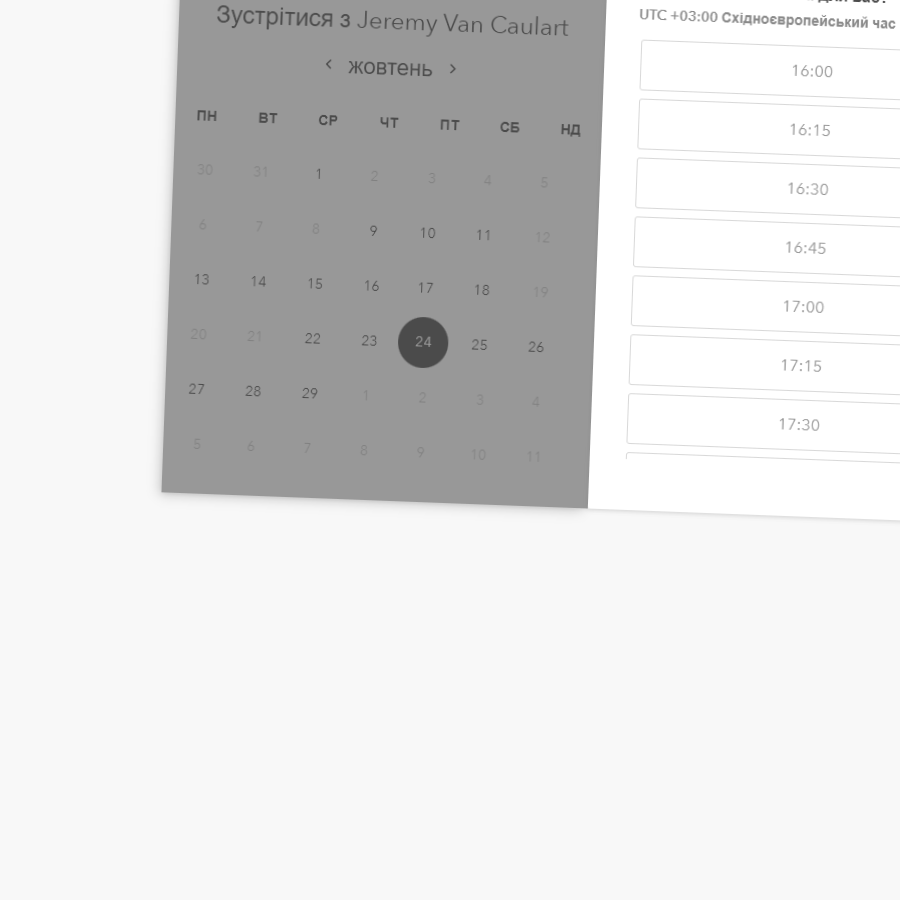 Зустрітися з Jeremy Van Caulart
‹ жовтень ›
ПН ВТ СР ЧТ ПТ СБ НД
30 31 1 2 3 4 5
6 7 8 9 10 11 12
13 14 15 16 17 18 19
20 21 22 23 24 25 26
27 28 29 1 2 3 4
5 6 7 8 9 10 11
UTC +03:00 Східноєвропейський час
16:00
16:15
16:30
16:45
17:00
17:15
17:30